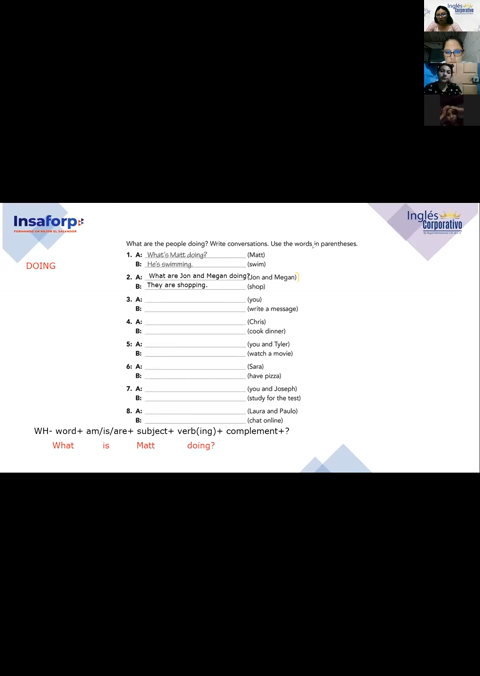 Inglés
Corporativo
Insaforp
Inglés
Corporativo
What are the people doing? Write conversations. Use the words in parentheses.
DOING
1. A: What's Matt doing? (Matt)
B: He's swimming. (swim)
2. A: What are Jon and Megan doing? (Jon and Megan)
B: They are shopping. (shop)
3. A: (you)
B: (write a message)
4. A: (Chris)
B: (cook dinner)
5: A: (you and Tyler)
B: (watch a movie)
6: A: (Sara)
B: (have pizza)
7: A: (you and Joseph)
B: (study for the test)
8. A: (Laura and Paulo)
B: (chat online)
WH- word+ am/is/are+ subject+ verb(ing)+ complement+?
What is Matt doing?